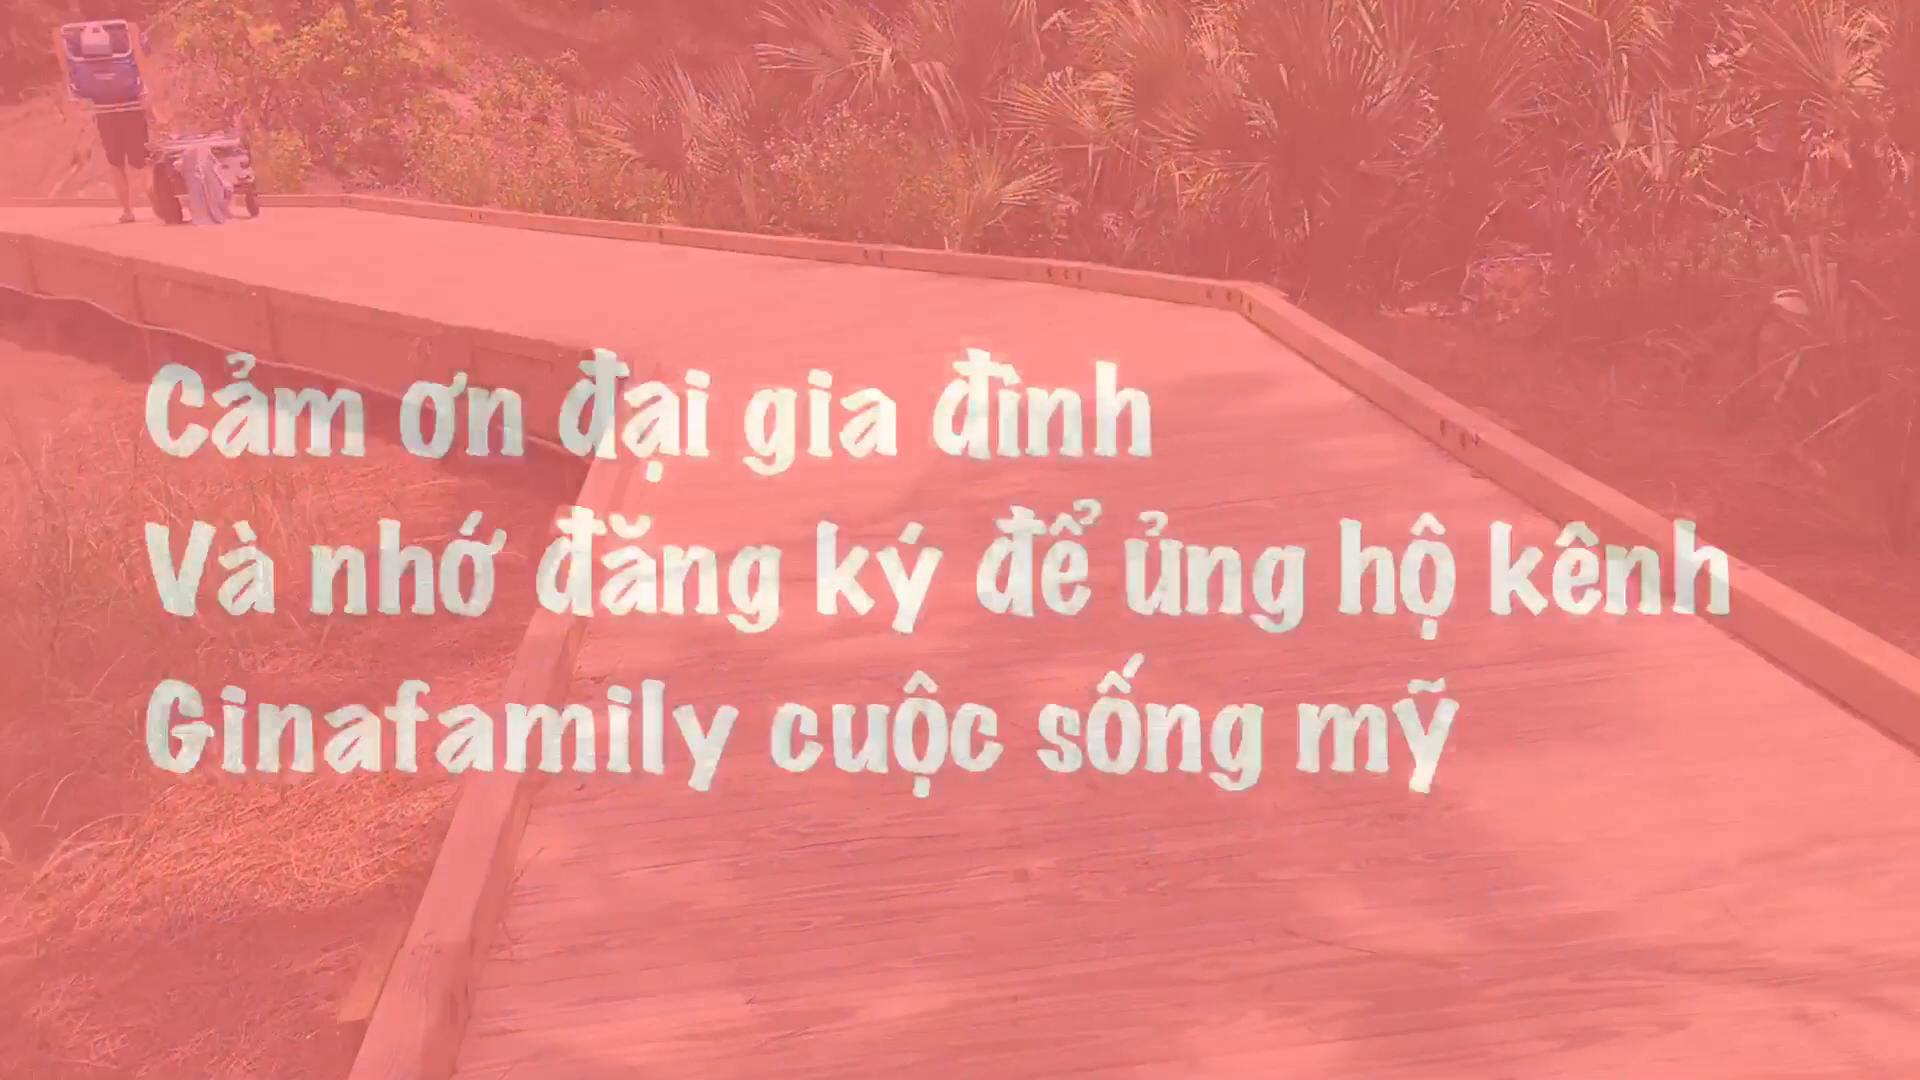 Cảm ơn đại gia đình
Và nhớ đăng ký để ủng hộ kênh
Ginafamily cuộc sống mỹ